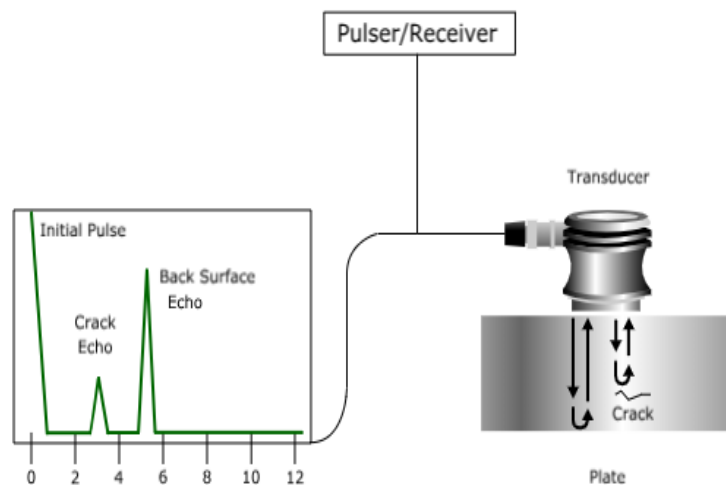 Pulser/Receiver
Transducer
Initial Pulse
Back Surface
Echo
Crack
Echo
Crack
0 2 4 6 8 10 12
Plate